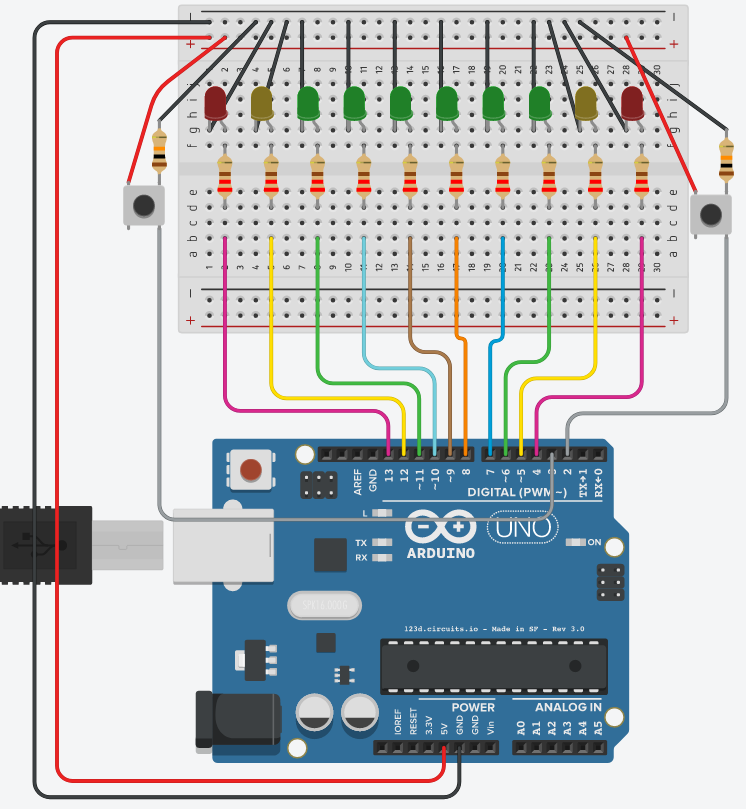 − −
+ +
1 2 3 4 5 6 7 8 9 10 11 12 13 14 15 16 17 18 19 20 21 22 23 24 25 26 27 28 29 30
j j
i i
h h
g g
f f
e e
d d
c c
b b
a a
1 2 3 4 5 6 7 8 9 10 11 12 13 14 15 16 17 18 19 20 21 22 23 24 25 26 27 28 29 30
− −
+ +
AREF GND 13 12 ~11 ~10 ~9 8 7 ~6 ~5 4 2 TX→1 RX←0
DIGITAL (PWM~)
L
TX
RX
UNO
ARDUINO
ON
123d.circuits.io - Made in SF - Rev 3.0
POWER ANALOG IN
IOREF RESET 3.3V 5V GND GND Vin A0 A1 A2 A3 A4 A5